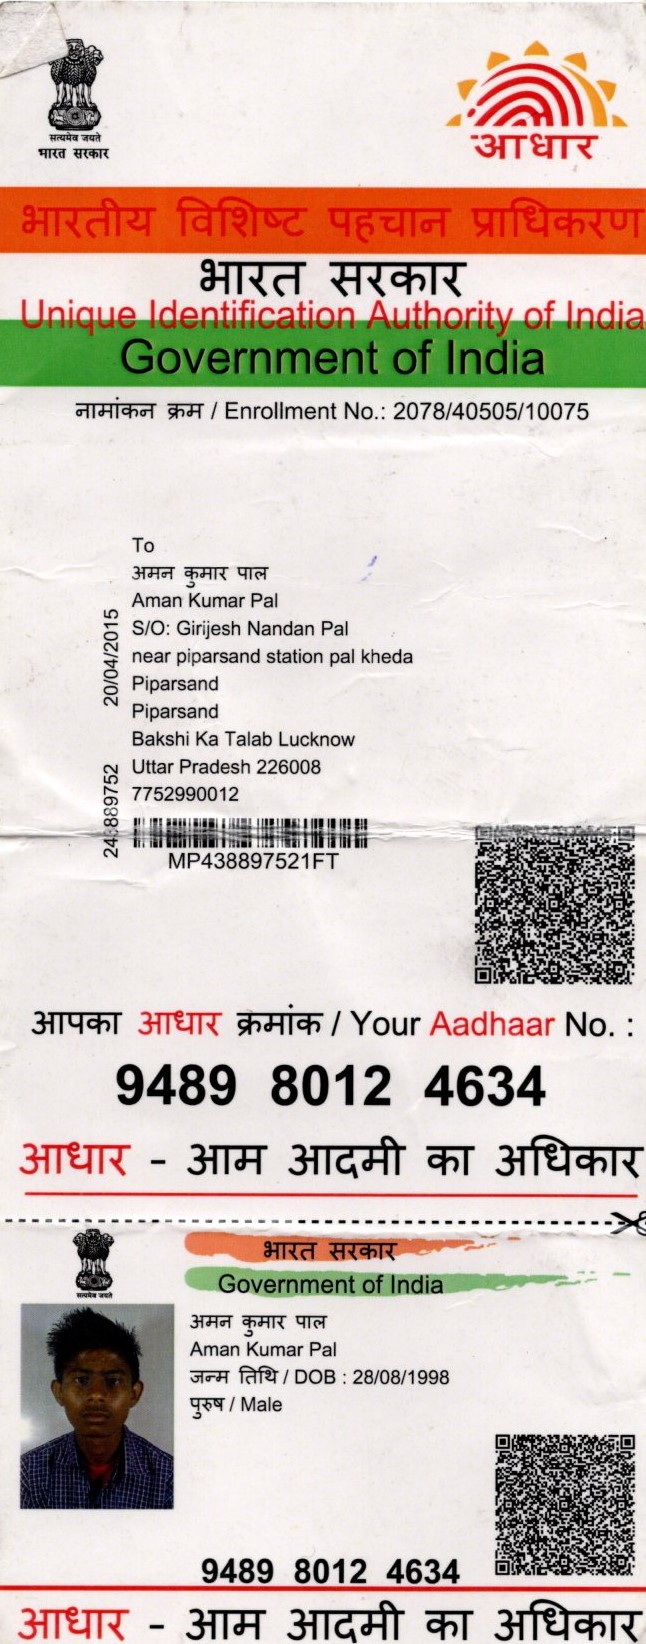 सत्यमेव जयते
भारत सरकार
आधार
भारतीय विशिष्ट पहचान प्राधिकरण
भारत सरकार
Unique Identification Authority of India
Government of India
नामांकन क्रम / Enrollment No.: 2078/40505/10075
To
अमन कुमार पाल
Aman Kumar Pal
S/O: Girijesh Nandan Pal
near piparsand station pal kheda
Piparsand
Piparsand
Bakshi Ka Talab Lucknow
Uttar Pradesh 226008
7752990012
20/04/2015
MP438897521FT
आपका आधार क्रमांक / Your Aadhaar No. :
9489 8012 4634
आधार - आम आदमी का अधिकार
सत्यमेव जयते
भारत सरकार
Government of India
अमन कुमार पाल
Aman Kumar Pal
जन्म तिथि / DOB : 28/08/1998
पुरुष / Male
9489 8012 4634
आधार - आम आदमी का अधिकार